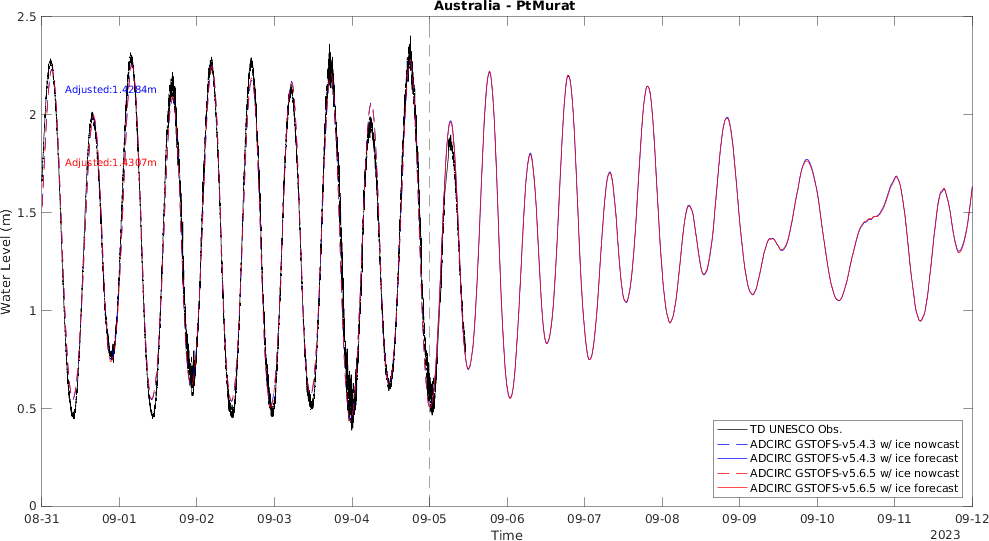 Australia - PtMurat
2.5
2
1.5
1
0.5
0
Water Level (m)
Adjusted:1.4284m
Adjusted:1.4307m
TD UNESCO Obs.
ADCIRC GSTOFS-v5.4.3 w/ ice nowcast
ADCIRC GSTOFS-v5.4.3 w/ ice forecast
ADCIRC GSTOFS-v5.6.5 w/ ice nowcast
ADCIRC GSTOFS-v5.6.5 w/ ice forecast
08-31 09-01 09-02 09-03 09-04 09-05 09-06 09-07 09-08 09-09 09-10 09-11 09-12
Time
2023